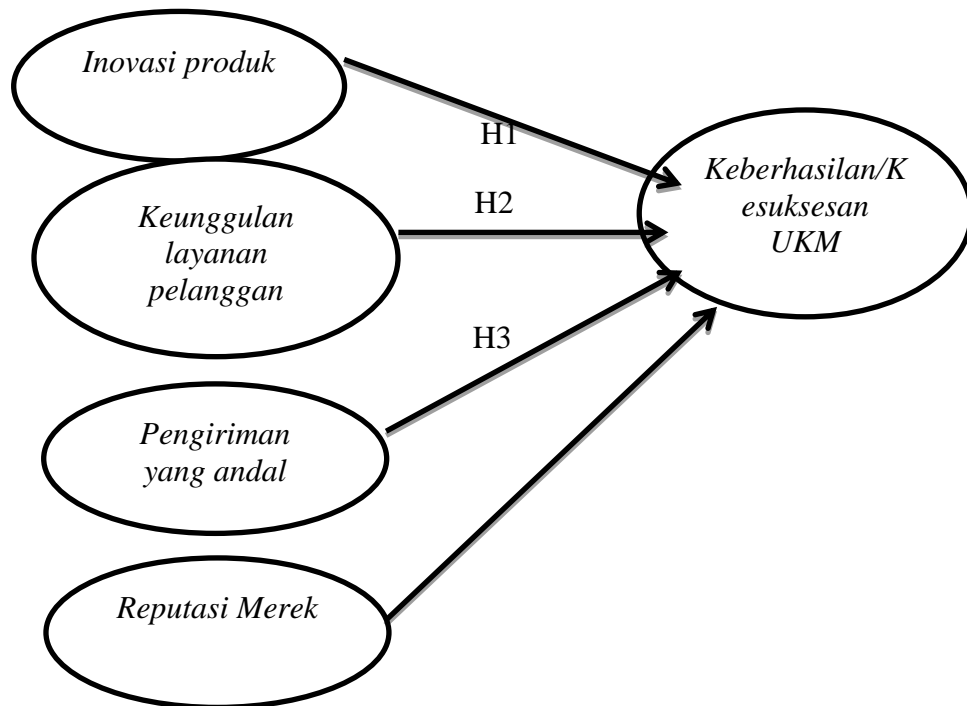 Inovasi produk
H1
Keberhasilan/K
esuksesan
UKM
Keunggulan
layanan
pelanggan
H2
H3
Pengiriman
yang andal
Reputasi Merek